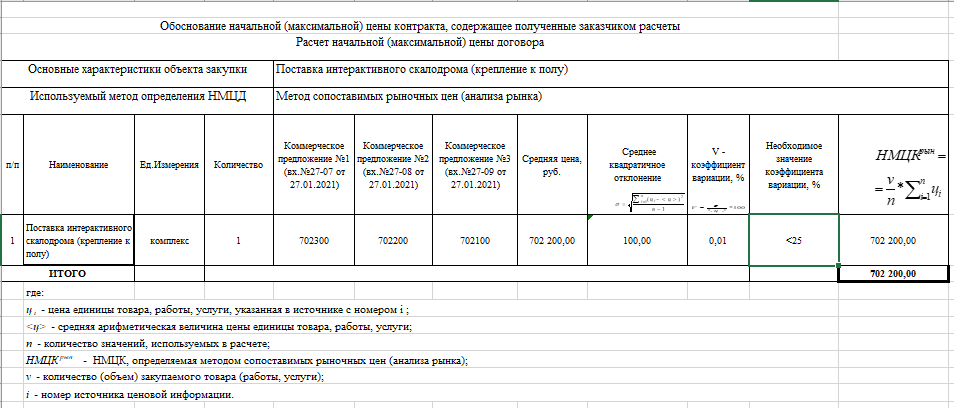 Обоснование начальной (максимальной) цены контракта, содержащее полученные заказчиком расчеты
Расчет начальной (максимальной) цены договора
Основные характеристики объекта закупки
Поставка интерактивного скалодрома (крепление к полу)
Используемый метод определения НМЦД
Метод сопоставимых рыночных цен (анализа рынка)
п/п
Наименование
Ед.Измерения
Количество
Коммерческое
предложение №1
(вх.№27-07 от
27.01.2021)
Коммерческое
предложение №2
(вх.№27-08 от
27.01.2021)
Коммерческое
предложение №3
(вх.№27-09 от
27.01.2021)
Средняя цена,
руб.
Среднее
квадратичное
отклонение
V -
коэффициент
вариации, %
Необходимое
значение
коэффициента
вариации, %
НМЦК^рын =
= v/n * ∑_{i=1}^n ц_i
1
Поставка интерактивного
скалодрома (крепление к
полу)
комплекс
1
702300
702200
702100
702 200,00
100,00
0,01
<25
702 200,00
ИТОГО
702 200,00
где:
ц_i - цена единицы товара, работы, услуги, указанная в источнике с номером i ;
<ц> - средняя арифметическая величина цены единицы товара, работы, услуги;
n - количество значений, используемых в расчете;
НМЦК^рын - НМЦК, определяемая методом сопоставимых рыночных цен (анализа рынка);
v - количество (объем) закупаемого товара (работы, услуги);
i - номер источника ценовой информации.